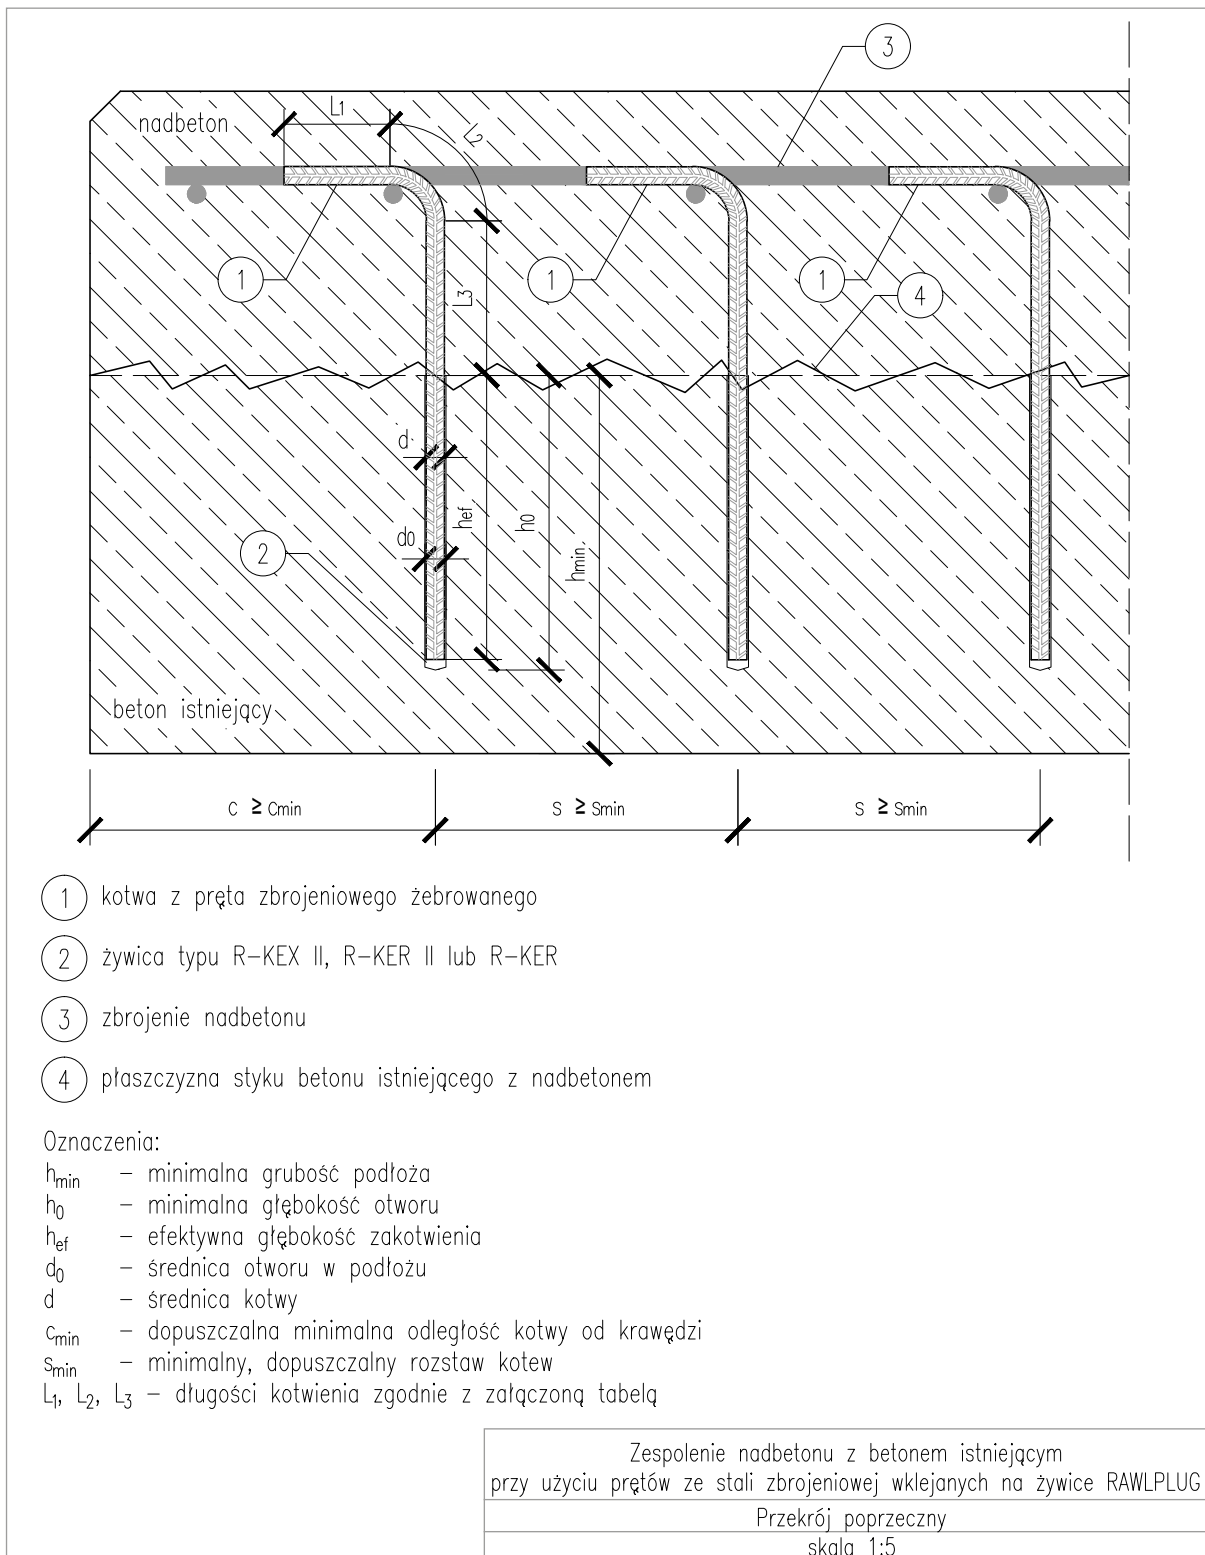 3
nadbeton
L1
L2
1
1
1
4
L3
d
d0
hef
h0
hmin
2
beton istniejący
c ≥ cmin
s ≥ smin
s ≥ smin
1 kotwa z pręta zbrojeniowego żebrowanego
2 żywica typu R-KEX II, R-KER II lub R-KER
3 zbrojenie nadbetonu
4 płaszczyzna styku betonu istniejącego z nadbetonem
Oznaczenia:
hmin – minimalna grubość podłoża
h0 – minimalna głębokość otworu
hef – efektywna głębokość zakotwienia
d0 – średnica otworu w podłożu
d – średnica kotwy
cmin – dopuszczalna minimalna odległość kotwy od krawędzi
smin – minimalny, dopuszczalny rozstaw kotew
L1, L2, L3 – długości kotwienia zgodnie z załączoną tabelą
Zespolenie nadbetonu z betonem istniejącym
przy użyciu prętów ze stali zbrojeniowej wklejanych na żywice RAWLPLUG
Przekrój poprzeczny
skala 1:5